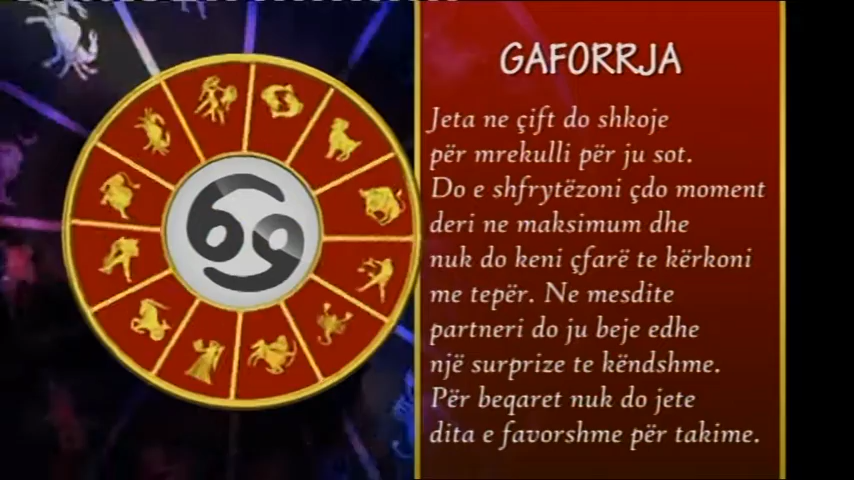 GAFORRJA
Jeta ne çift do shkoje
për mrekulli për ju sot.
Do e shfrytëzoni çdo moment
deri ne maksimum dhe
nuk do keni çfarë te kërkoni
me tepër. Ne mesdite
partneri do ju beje edhe
një surprize te këndshme.
Për beqaret nuk do jete
dita e favorshme për takime.